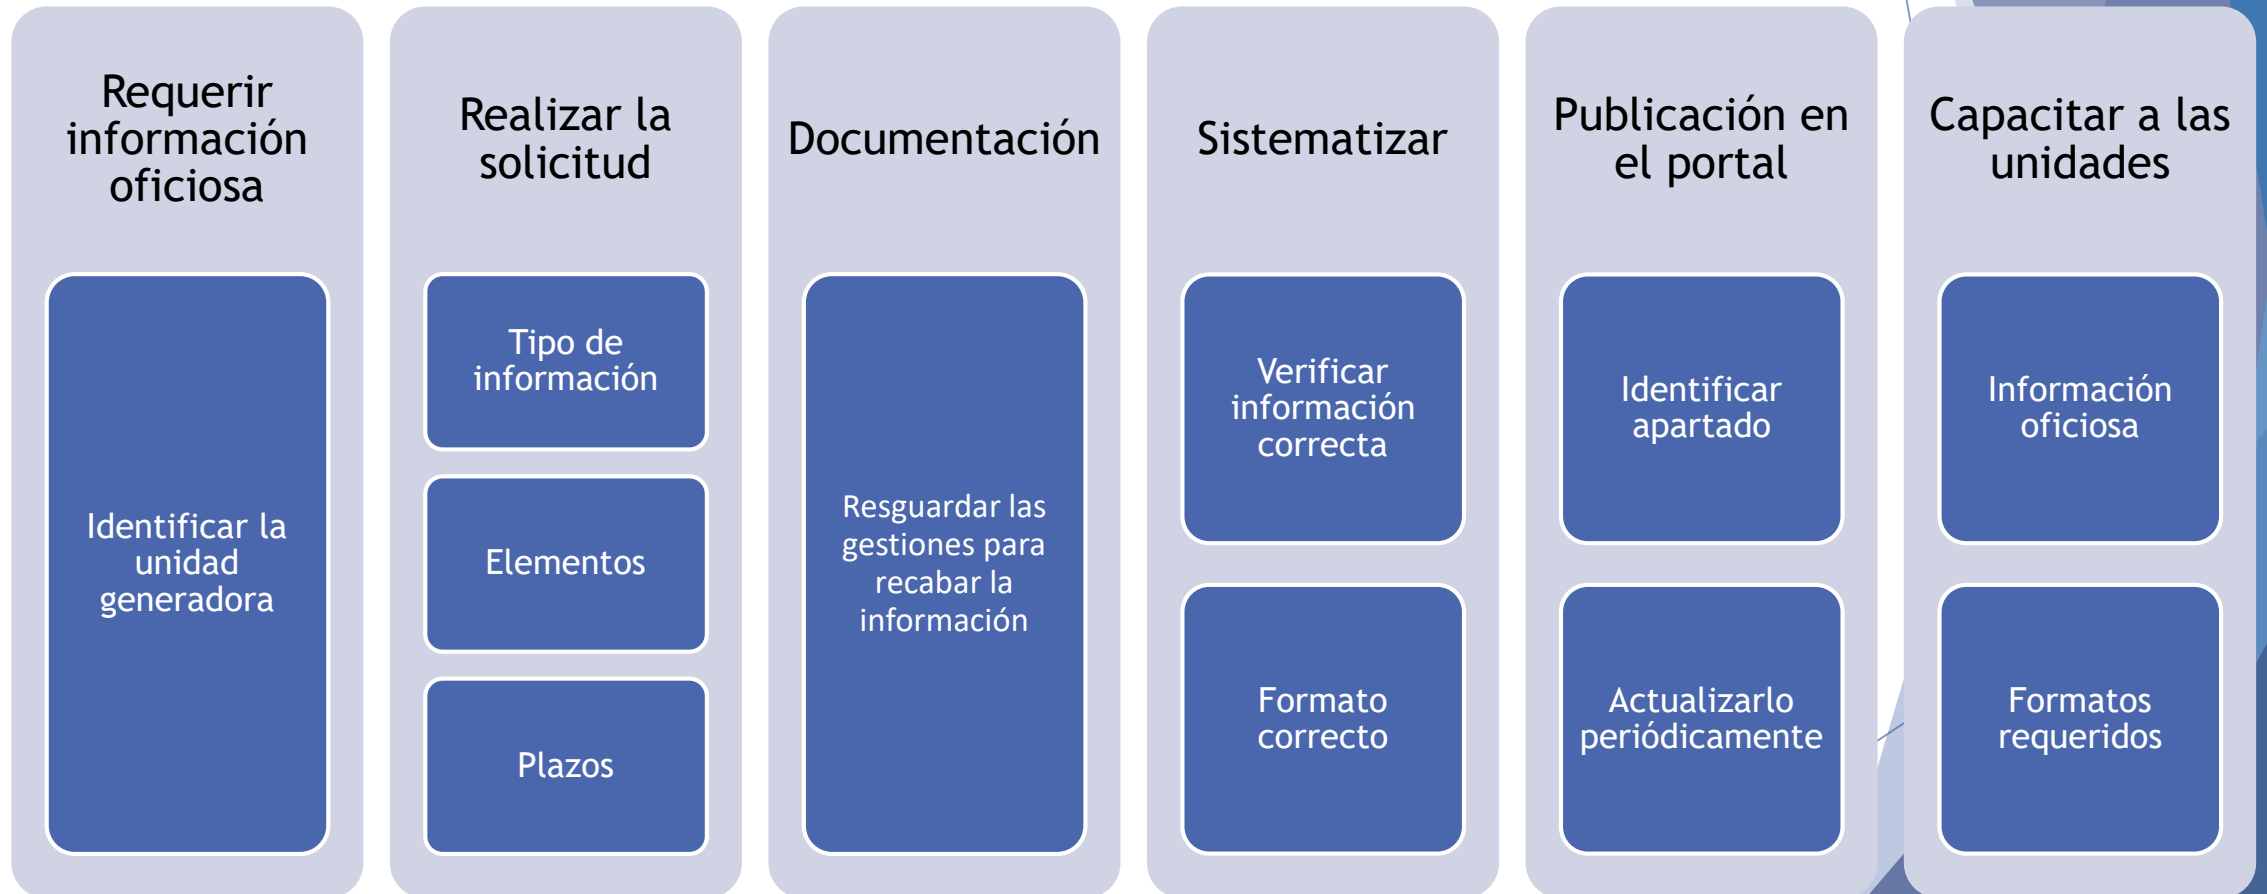 Requerir
información
oficiosa
Identificar la
unidad
generadora
Realizar la
solicitud
Tipo de
información
Elementos
Plazos
Documentación
Resguardar las
gestiones para
recabar la
información
Sistematizar
Verificar
información
correcta
Formato
correcto
Publicación en
el portal
Identificar
apartado
Actualizarlo
periódicamente
Capacitar a las
unidades
Información
oficiosa
Formatos
requeridos